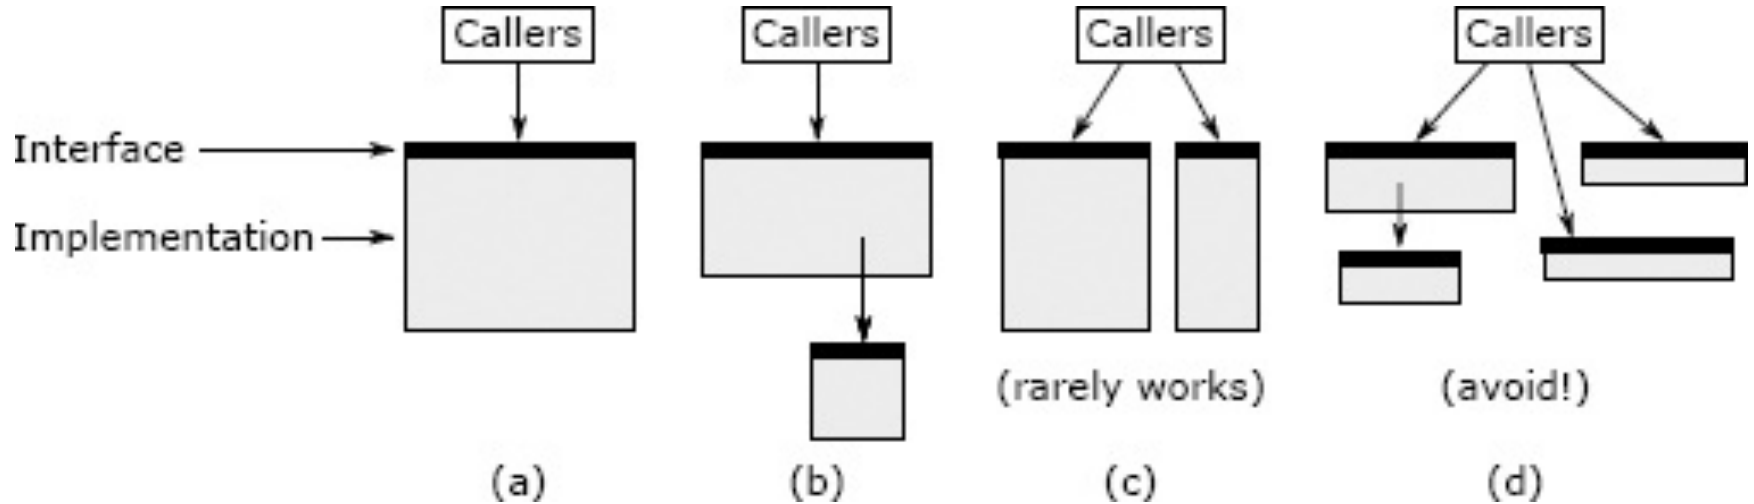 Callers
Callers
Callers
Callers
Interface
Implementation
(rarely works)
(avoid!)
(a)
(b)
(c)
(d)